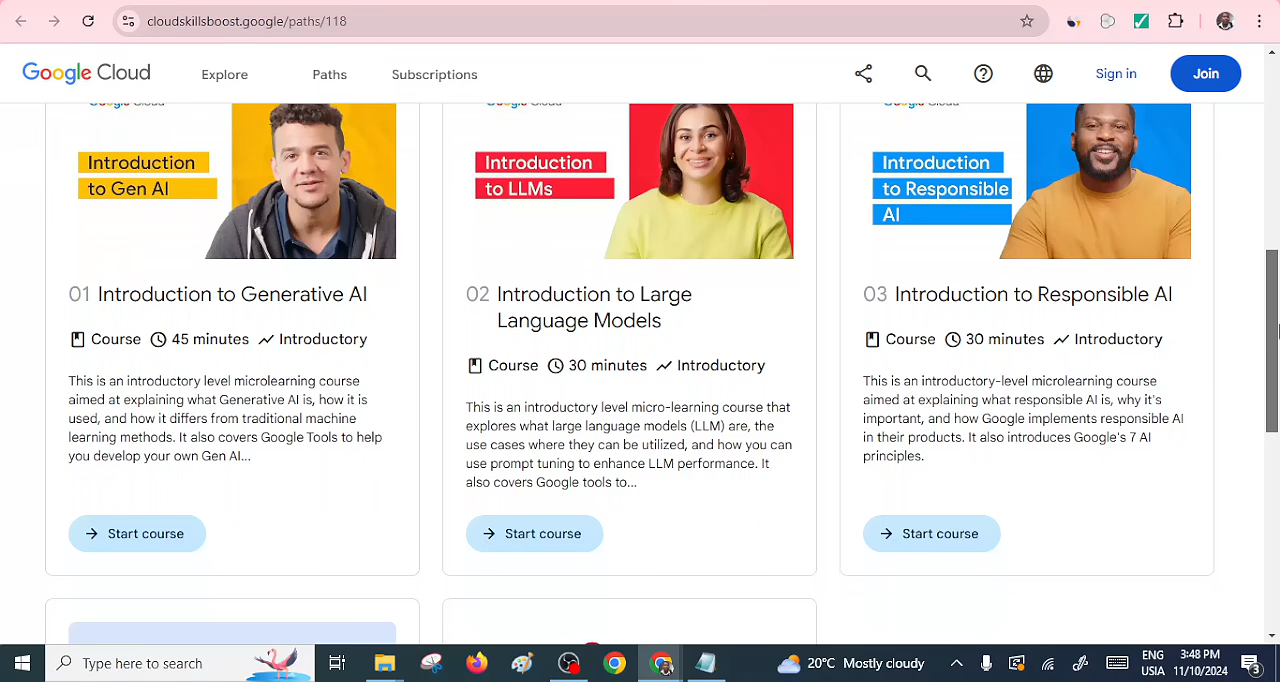 cloudskillsboost.google/paths/118
Google Cloud
Explore
Paths
Subscriptions
Sign in
Join
Introduction
to Gen AI
01 Introduction to Generative AI
Course 45 minutes Introductory
This is an introductory level microlearning course
aimed at explaining what Generative AI is, how it is
used, and how it differs from traditional machine
learning methods. It also covers Google Tools to help
you develop your own Gen AI...
Start course
Introduction
to LLMs
02 Introduction to Large
Language Models
Course 30 minutes Introductory
This is an introductory level micro-learning course that
explores what large language models (LLM) are, the
use cases where they can be utilized, and how you can
use prompt tuning to enhance LLM performance. It
also covers Google tools to...
Start course
Introduction
to Responsible
AI
03 Introduction to Responsible AI
Course 30 minutes Introductory
This is an introductory-level microlearning course
aimed at explaining what responsible AI is, why it's
important, and how Google implements responsible AI
in their products. It also introduces Google's 7 AI
principles.
Start course
Type here to search
20°C Mostly cloudy
ENG
USIA
3:48 PM
11/10/2024
3